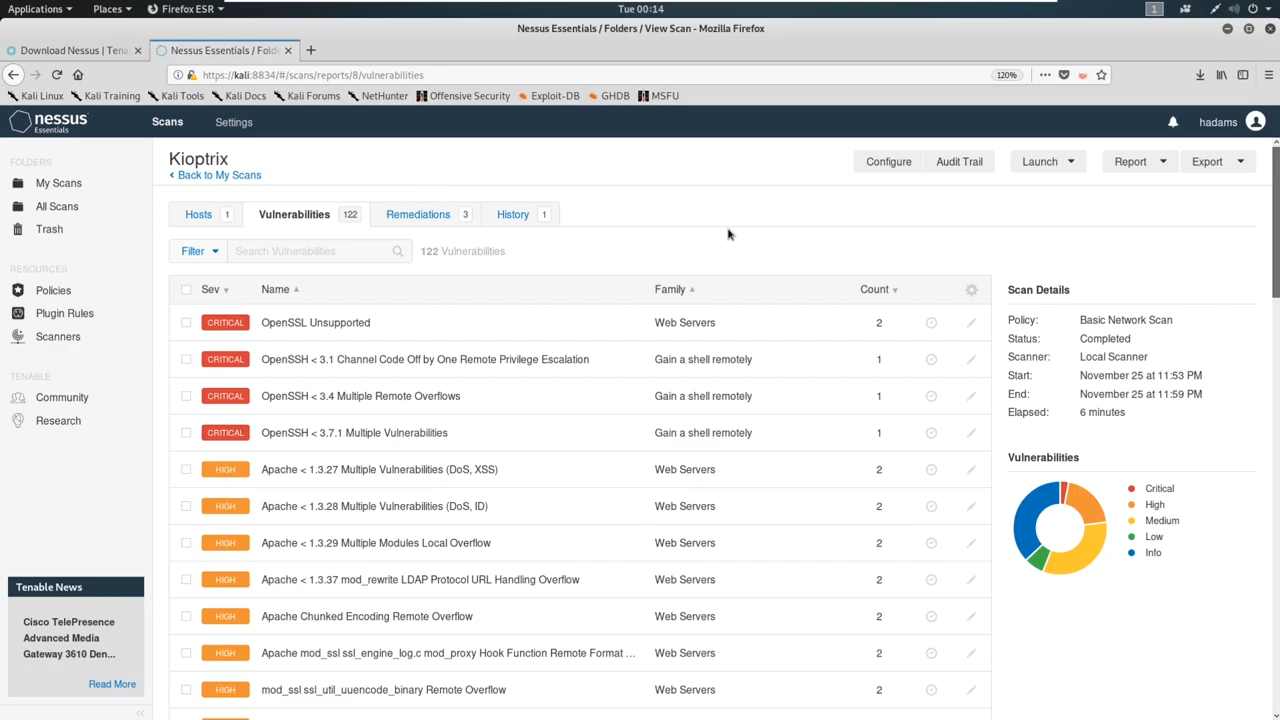 Applications ▾ Places ▾ Firefox ESR ▾ Tue 00:14 1
Nessus Essentials / Folders / View Scan - Mozilla Firefox
Download Nessus | Tena × Nessus Essentials / Fold × +
https://kali:8834/#/scans/reports/8/vulnerabilities 120%
Kali Linux Kali Training Kali Tools Kali Docs Kali Forums NetHunter Offensive Security Exploit-DB GHDB MSFU
nessus Essentials Scans Settings hadams
FOLDERS
My Scans
All Scans
Trash
RESOURCES
Policies
Plugin Rules
Scanners
TENABLE
Community
Research
Tenable News
Cisco TelePresence
Advanced Media
Gateway 3610 Den...
Read More
Kioptrix
Back to My Scans
Configure Audit Trail Launch Report Export
Hosts 1 Vulnerabilities 122 Remediations 3 History 1
Filter Search Vulnerabilities 122 Vulnerabilities
Sev Name Family Count
CRITICAL OpenSSL Unsupported Web Servers 2
CRITICAL OpenSSH < 3.1 Channel Code Off by One Remote Privilege Escalation Gain a shell remotely 1
CRITICAL OpenSSH < 3.4 Multiple Remote Overflows Gain a shell remotely 1
CRITICAL OpenSSH < 3.7.1 Multiple Vulnerabilities Gain a shell remotely 1
HIGH Apache < 1.3.27 Multiple Vulnerabilities (DoS, XSS) Web Servers 2
HIGH Apache < 1.3.28 Multiple Vulnerabilities (DoS, ID) Web Servers 2
HIGH Apache < 1.3.29 Multiple Modules Local Overflow Web Servers 2
HIGH Apache < 1.3.37 mod_rewrite LDAP Protocol URL Handling Overflow Web Servers 2
HIGH Apache Chunked Encoding Remote Overflow Web Servers 2
HIGH Apache mod_ssl ssl_engine_log.c mod_proxy Hook Function Remote Format ... Web Servers 2
HIGH mod_ssl ssl_util_uuencode_binary Remote Overflow Web Servers 2
Scan Details
Policy: Basic Network Scan
Status: Completed
Scanner: Local Scanner
Start: November 25 at 11:53 PM
End: November 25 at 11:59 PM
Elapsed: 6 minutes
Vulnerabilities
Critical
High
Medium
Low
Info